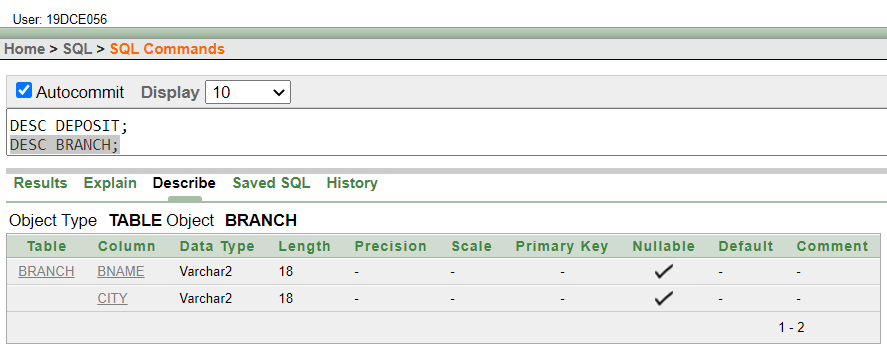 User: 19DCE056
Home > SQL > SQL Commands
Autocommit Display 10
DESC DEPOSIT;
DESC BRANCH;
Results Explain Describe Saved SQL History
Object Type TABLE Object BRANCH
Table Column Data Type Length Precision Scale Primary Key Nullable Default Comment
BRANCH BNAME Varchar2 18 - - - - -
CITY Varchar2 18 - - - - -
1 - 2